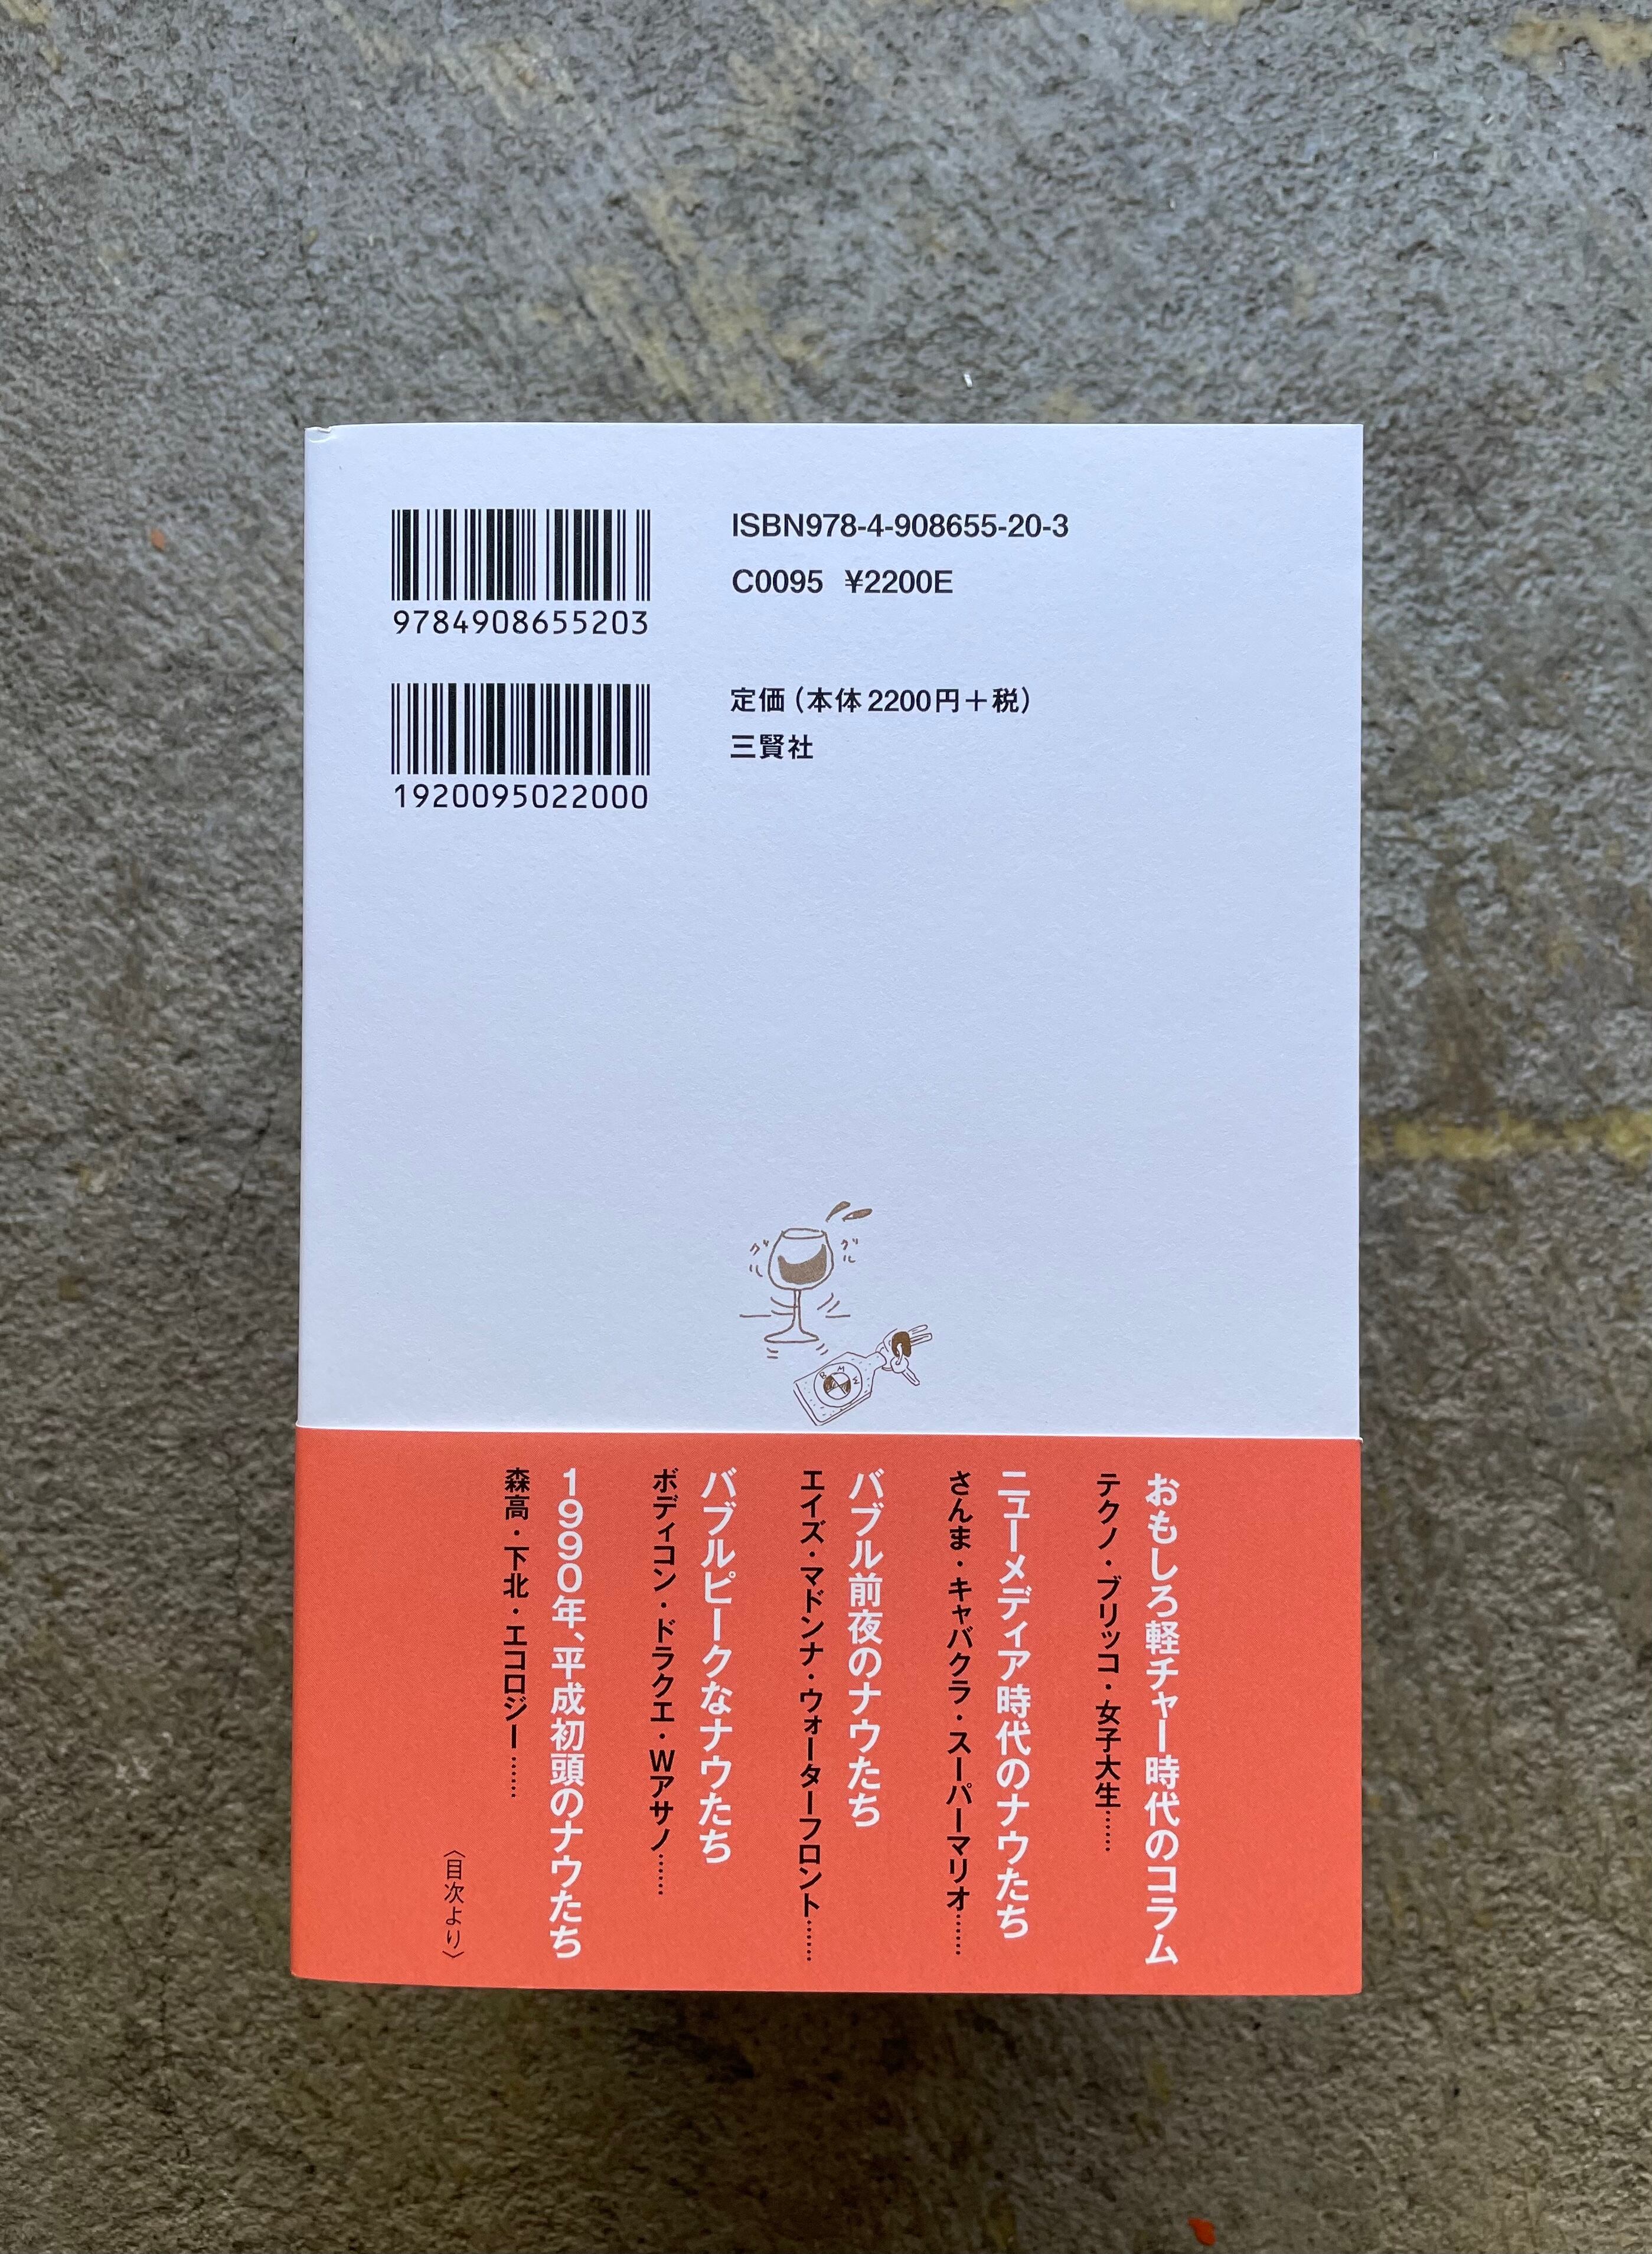 9784908655203
1920095022000
ISBN978-4-908655-20-3
C0095 ¥2200E
定価（本体2200円＋税）
三賢社
グル
グル
BMW
おもしろ軽チャー時代のコラム
テクノ・ブリッコ・女子大生……
ニューメディア時代のナウたち
さんま・キャバクラ・スーパーマリオ……
バブル前夜のナウたち
エイズ・マドンナ・ウォーターフロント……
バブルピークなナウたち
ボディコン・ドラクエ・Wアサノ……
1990年、平成初頭のナウたち
森高・下北・エコロジー……
〈目次より〉